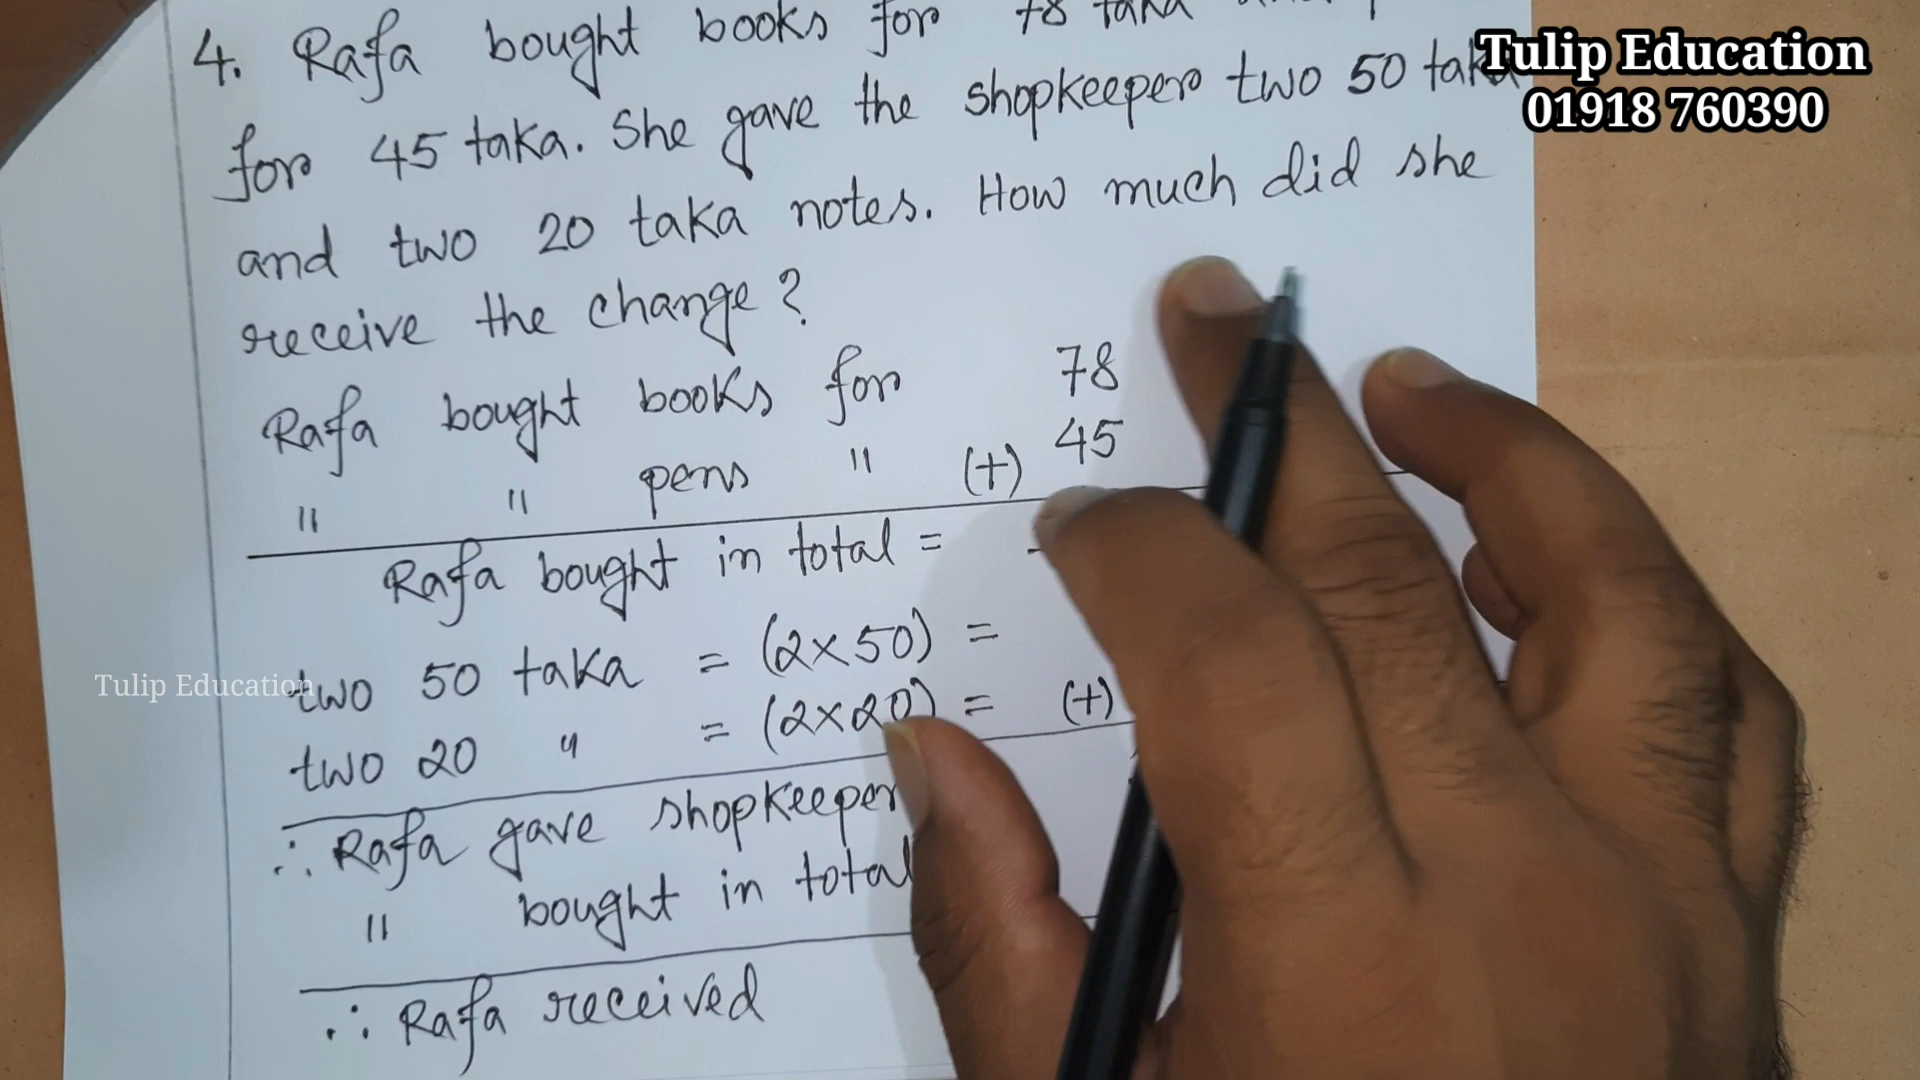 4. Rafa bought books for 78 taka
for 45 taka. She gave the shopkeeper two 50 taka
and two 20 taka notes. How much did she
receive the change?
Rafa bought books for 78
" " pens " (+) 45
Rafa bought in total =
two 50 taka = (2×50) =
two 20 " = (2×20) = (+)
∴ Rafa gave shopkeeper
" bought in total
∴ Rafa received
Tulip Education
01918 760390
Tulip Education